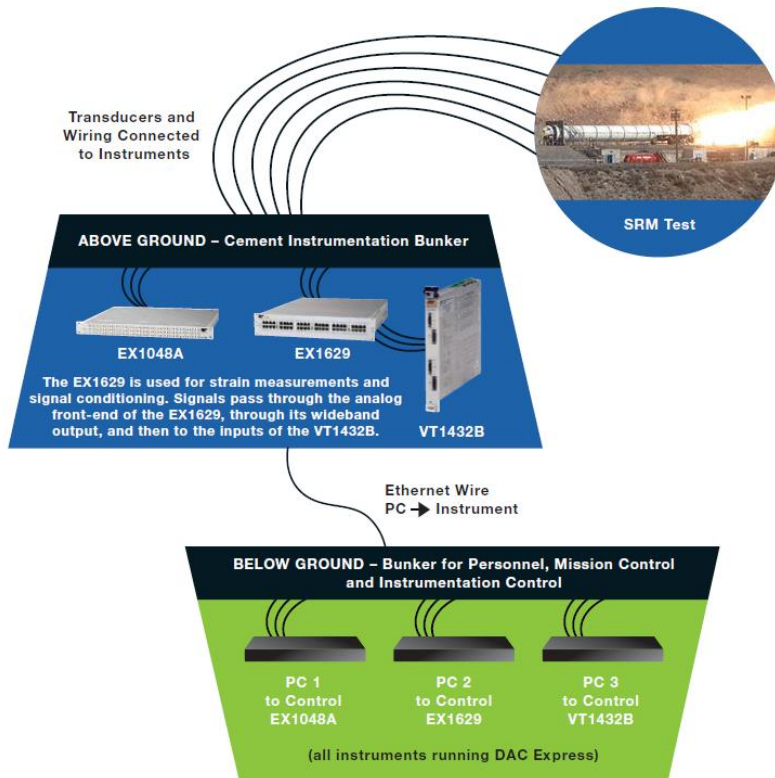 Transducers and
Wiring Connected
to Instruments
SRM Test
ABOVE GROUND – Cement Instrumentation Bunker
EX1048A
EX1629
The EX1629 is used for strain measurements and
signal conditioning. Signals pass through the analog
front-end of the EX1629, through its wideband
output, and then to the inputs of the VT1432B.
VT1432B
Ethernet Wire
PC → Instrument
BELOW GROUND – Bunker for Personnel, Mission Control
and Instrumentation Control
PC 1
to Control
EX1048A
PC 2
to Control
EX1629
PC 3
to Control
VT1432B
(all instruments running DAC Express)